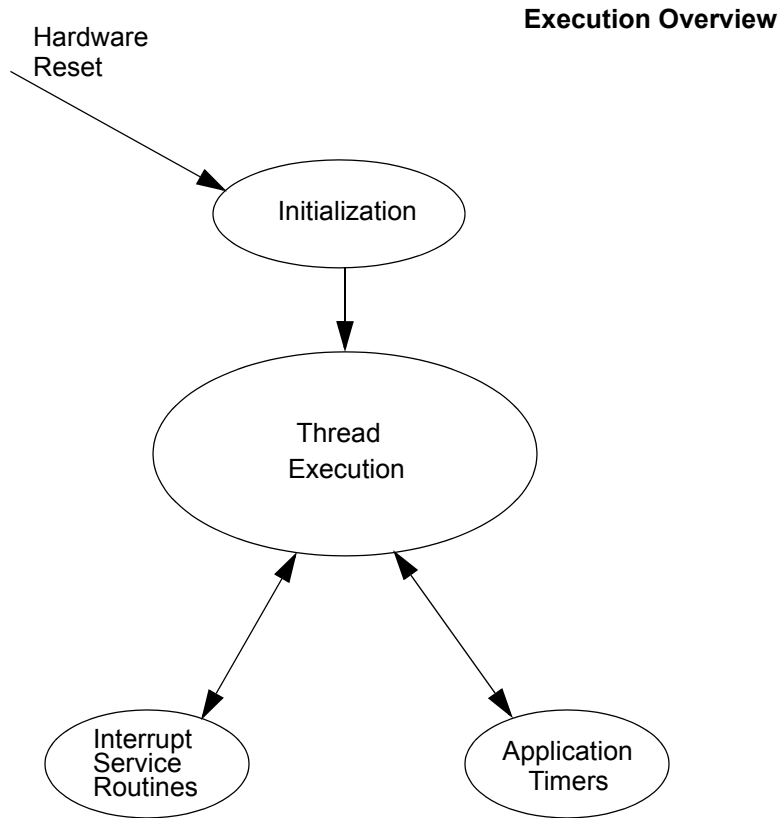 Execution Overview
Hardware
Reset
Initialization
Thread
Execution
Interrupt
Service
Routines
Application
Timers